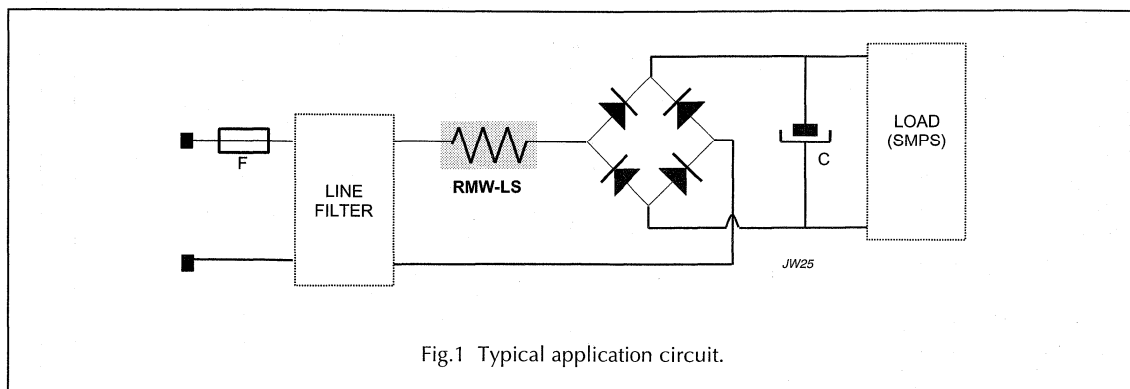 F
LINE
FILTER
RMW-LS
C
LOAD
(SMPS)
JW25
Fig.1 Typical application circuit.